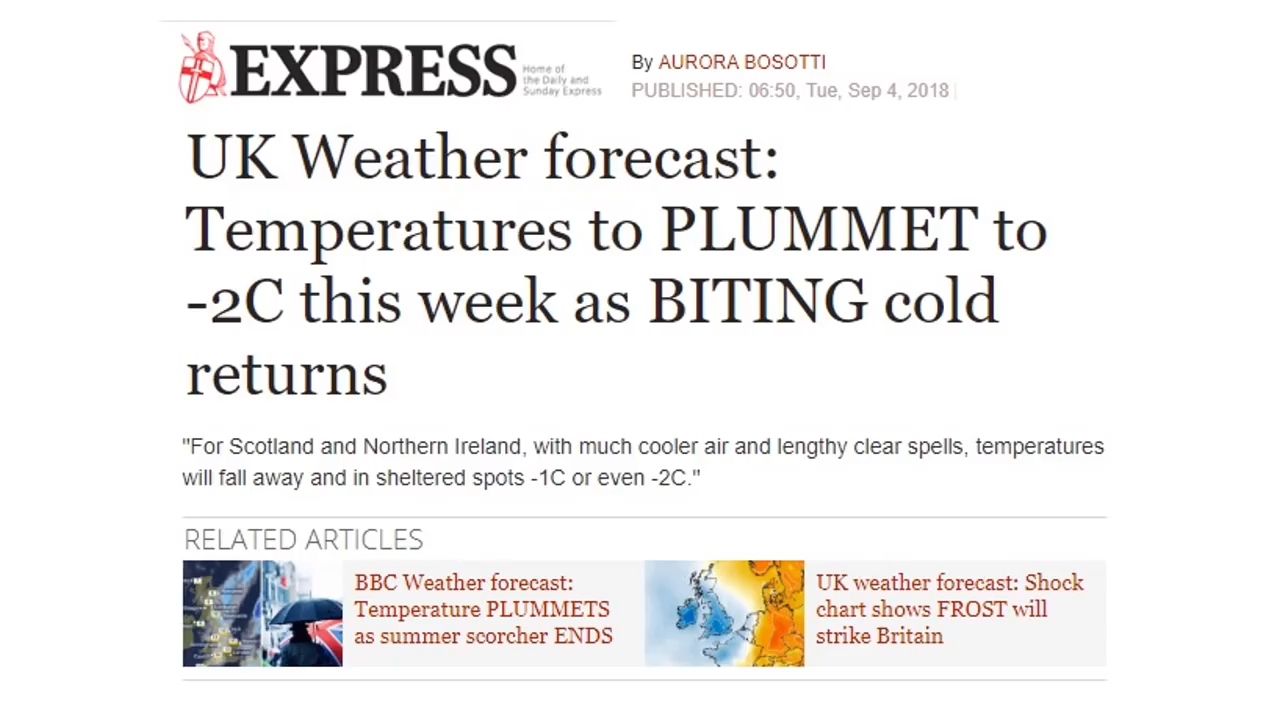 EXPRESS
Home of
the Daily and
Sunday Express
By AURORA BOSOTTI
PUBLISHED: 06:50, Tue, Sep 4, 2018
UK Weather forecast:
Temperatures to PLUMMET to
-2C this week as BITING cold
returns
"For Scotland and Northern Ireland, with much cooler air and lengthy clear spells, temperatures
will fall away and in sheltered spots -1C or even -2C."
RELATED ARTICLES
BBC Weather forecast:
Temperature PLUMMETS
as summer scorcher ENDS
UK weather forecast: Shock
chart shows FROST will
strike Britain